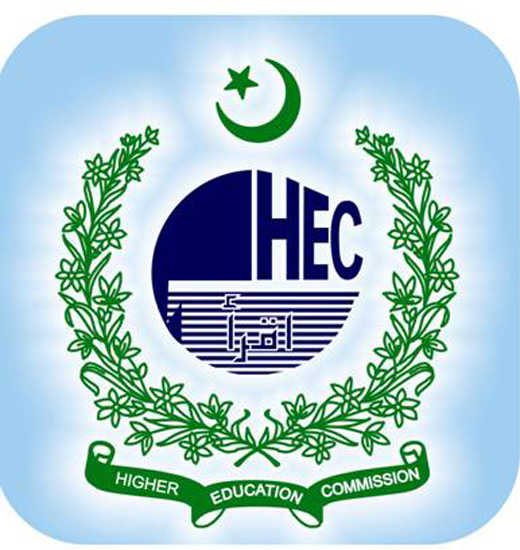 HEC
اقرأ
HIGHER EDUCATION COMMISSION